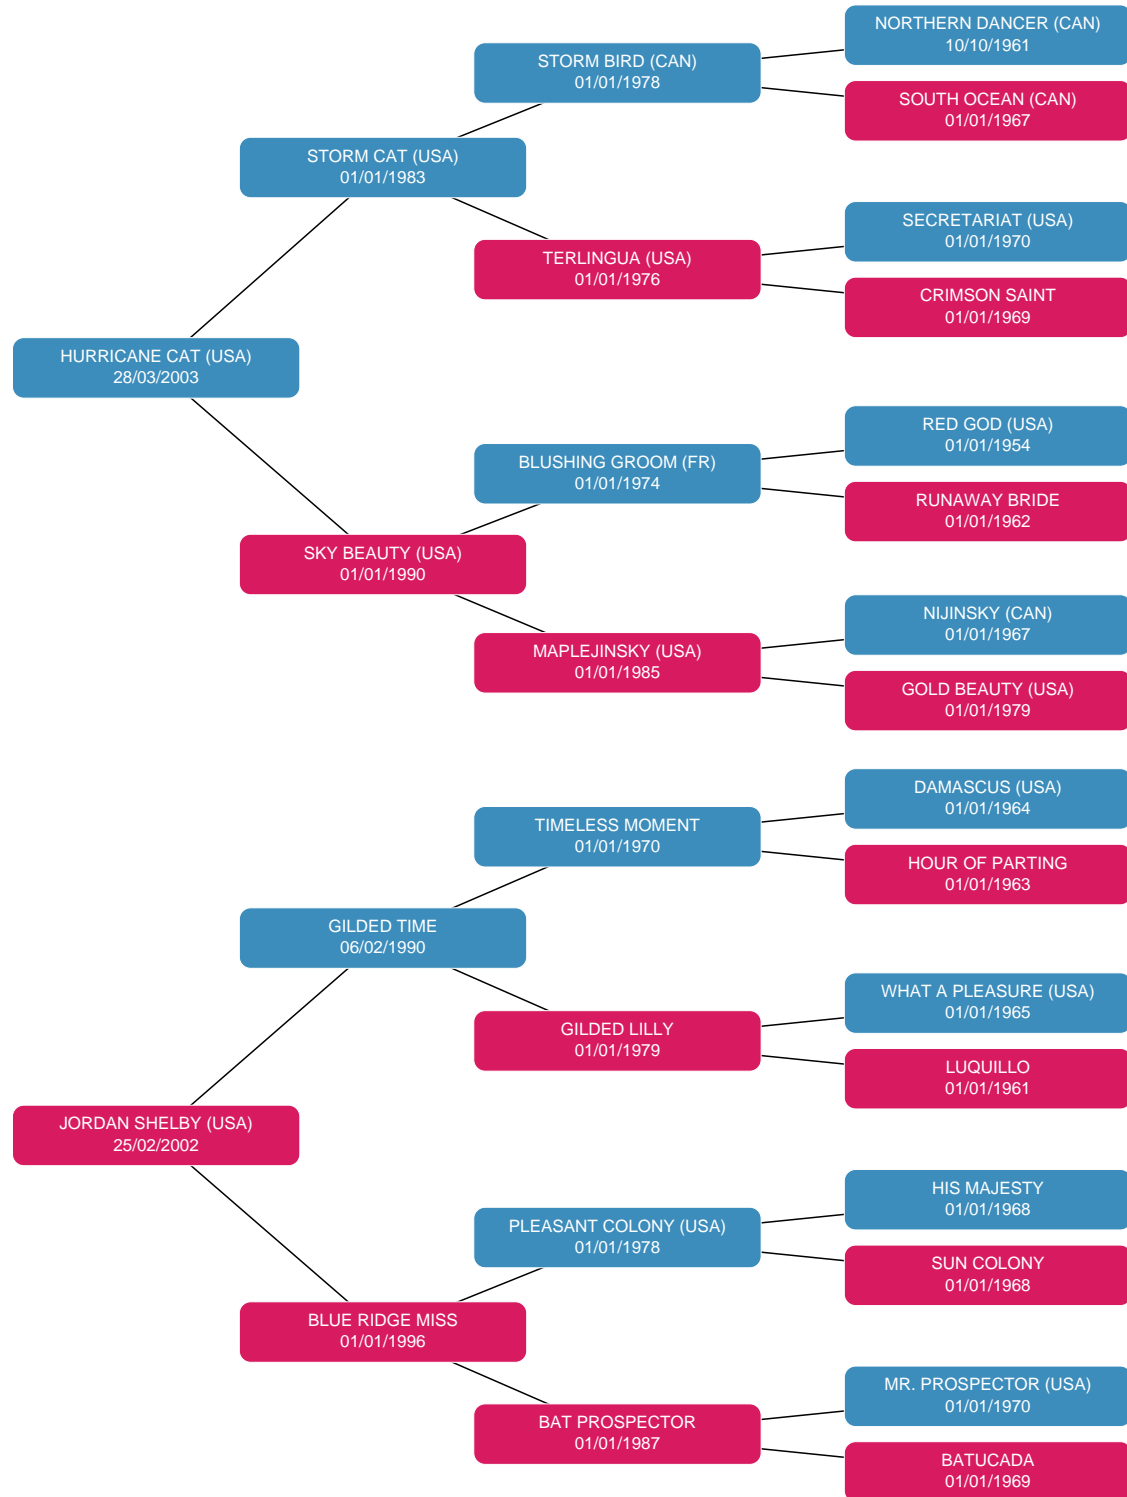 NORTHERN DANCER (CAN)
10/10/1961
STORM BIRD (CAN)
01/01/1978
SOUTH OCEAN (CAN)
01/01/1967
STORM CAT (USA)
01/01/1983
SECRETARIAT (USA)
01/01/1970
TERLINGUA (USA)
01/01/1976
CRIMSON SAINT
01/01/1969
HURRICANE CAT (USA)
28/03/2003
RED GOD (USA)
01/01/1954
BLUSHING GROOM (FR)
01/01/1974
RUNAWAY BRIDE
01/01/1962
SKY BEAUTY (USA)
01/01/1990
NIJINSKY (CAN)
01/01/1967
MAPLEJINSKY (USA)
01/01/1985
GOLD BEAUTY (USA)
01/01/1979
DAMASCUS (USA)
01/01/1964
TIMELESS MOMENT
01/01/1970
HOUR OF PARTING
01/01/1963
GILDED TIME
06/02/1990
WHAT A PLEASURE (USA)
01/01/1965
GILDED LILLY
01/01/1979
LUQUILLO
01/01/1961
JORDAN SHELBY (USA)
25/02/2002
HIS MAJESTY
01/01/1968
PLEASANT COLONY (USA)
01/01/1978
SUN COLONY
01/01/1968
BLUE RIDGE MISS
01/01/1996
MR. PROSPECTOR (USA)
01/01/1970
BAT PROSPECTOR
01/01/1987
BATUCADA
01/01/1969